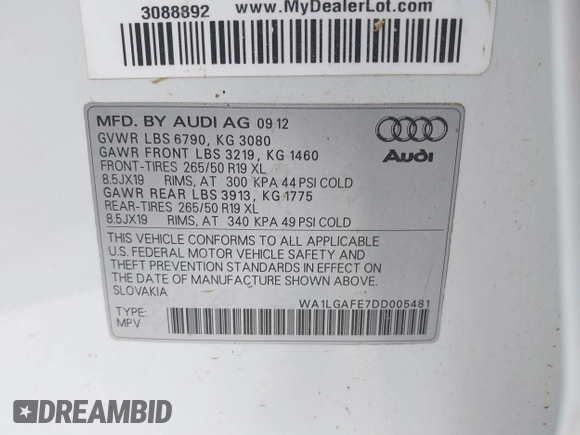 3088892
www.MyDealerLot.com
MFD. BY AUDI AG 09 12
GVWR LBS 6790, KG 3080
GAWR FRONT LBS 3219, KG 1460
FRONT-TIRES 265/50 R19 XL
8.5JX19 RIMS, AT 300 KPA 44 PSI COLD
GAWR REAR LBS 3913, KG 1775
REAR-TIRES 265/50 R19 XL
8.5JX19 RIMS, AT 340 KPA 49 PSI COLD
Audi
THIS VEHICLE CONFORMS TO ALL APPLICABLE
U.S. FEDERAL MOTOR VEHICLE SAFETY AND
THEFT PREVENTION STANDARDS IN EFFECT ON
THE DATE OF MANUFACTURE SHOWN ABOVE.
SLOVAKIA
WA1LGAFE7DD005481
TYPE:
MPV
DREAMBID